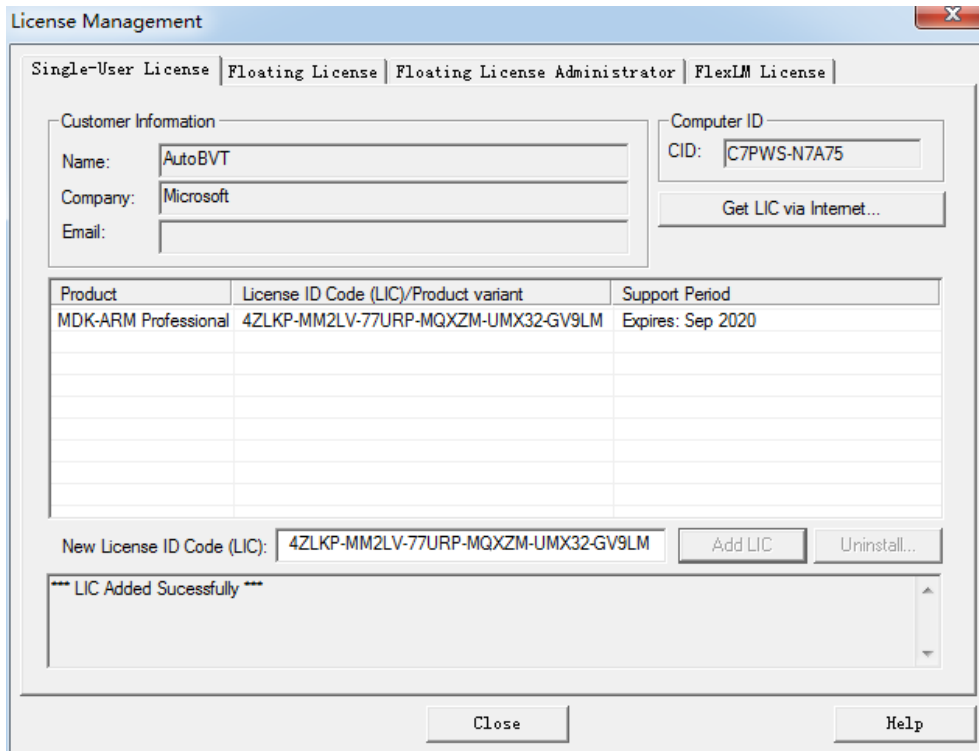 License Management
X
Single-User License Floating License Floating License Administrator FlexLM License
Customer Information
Name: AutoBVT
Company: Microsoft
Email:
Computer ID
CID: C7PWS-N7A75
Get LIC via Internet...
Product License ID Code (LIC)/Product variant Support Period
MDK-ARM Professional 4ZLKP-MM2LV-77URP-MQXZM-UMX32-GV9LM Expires: Sep 2020
New License ID Code (LIC): 4ZLKP-MM2LV-77URP-MQXZM-UMX32-GV9LM Add LIC Uninstall...
*** LIC Added Sucessfully ***
Close Help